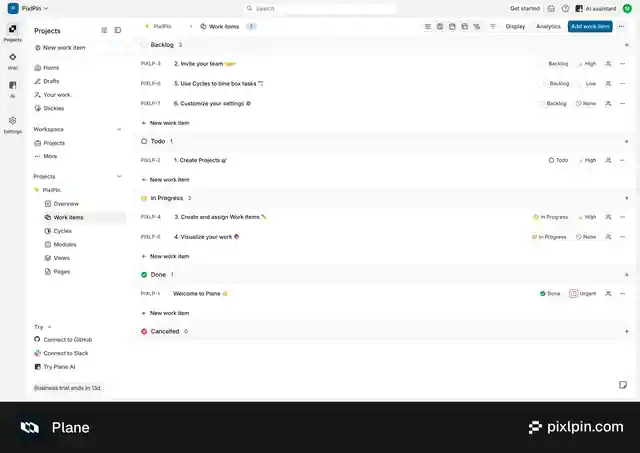 PixlPin
Search
Get started
AI assistant
M
Projects
Wiki
AI
Settings
Projects
New work item
Home
Drafts
Your work
Stickies
Workspace
Projects
More
Projects
PixlPin
Overview
Work items
Cycles
Modules
Views
Pages
Try
Connect to GitHub
Connect to Slack
Try Plane AI
Business trial ends in 13d
PixlPin
Work items
Display
Analytics
Add work item
Backlog 3
PIXLP-3 2. Invite your team Backlog High
PIXLP-6 5. Use Cycles to time box tasks Backlog Low
PIXLP-7 6. Customize your settings Backlog None
New work item
Todo 1
PIXLP-2 1. Create Projects Todo High
New work item
In Progress 2
PIXLP-4 3. Create and assign Work Items In Progress High
PIXLP-5 4. Visualize your work In Progress None
New work item
Done 1
PIXLP-1 Welcome to Plane Done Urgent
New work item
Cancelled 0
Plane
pixlpin.com